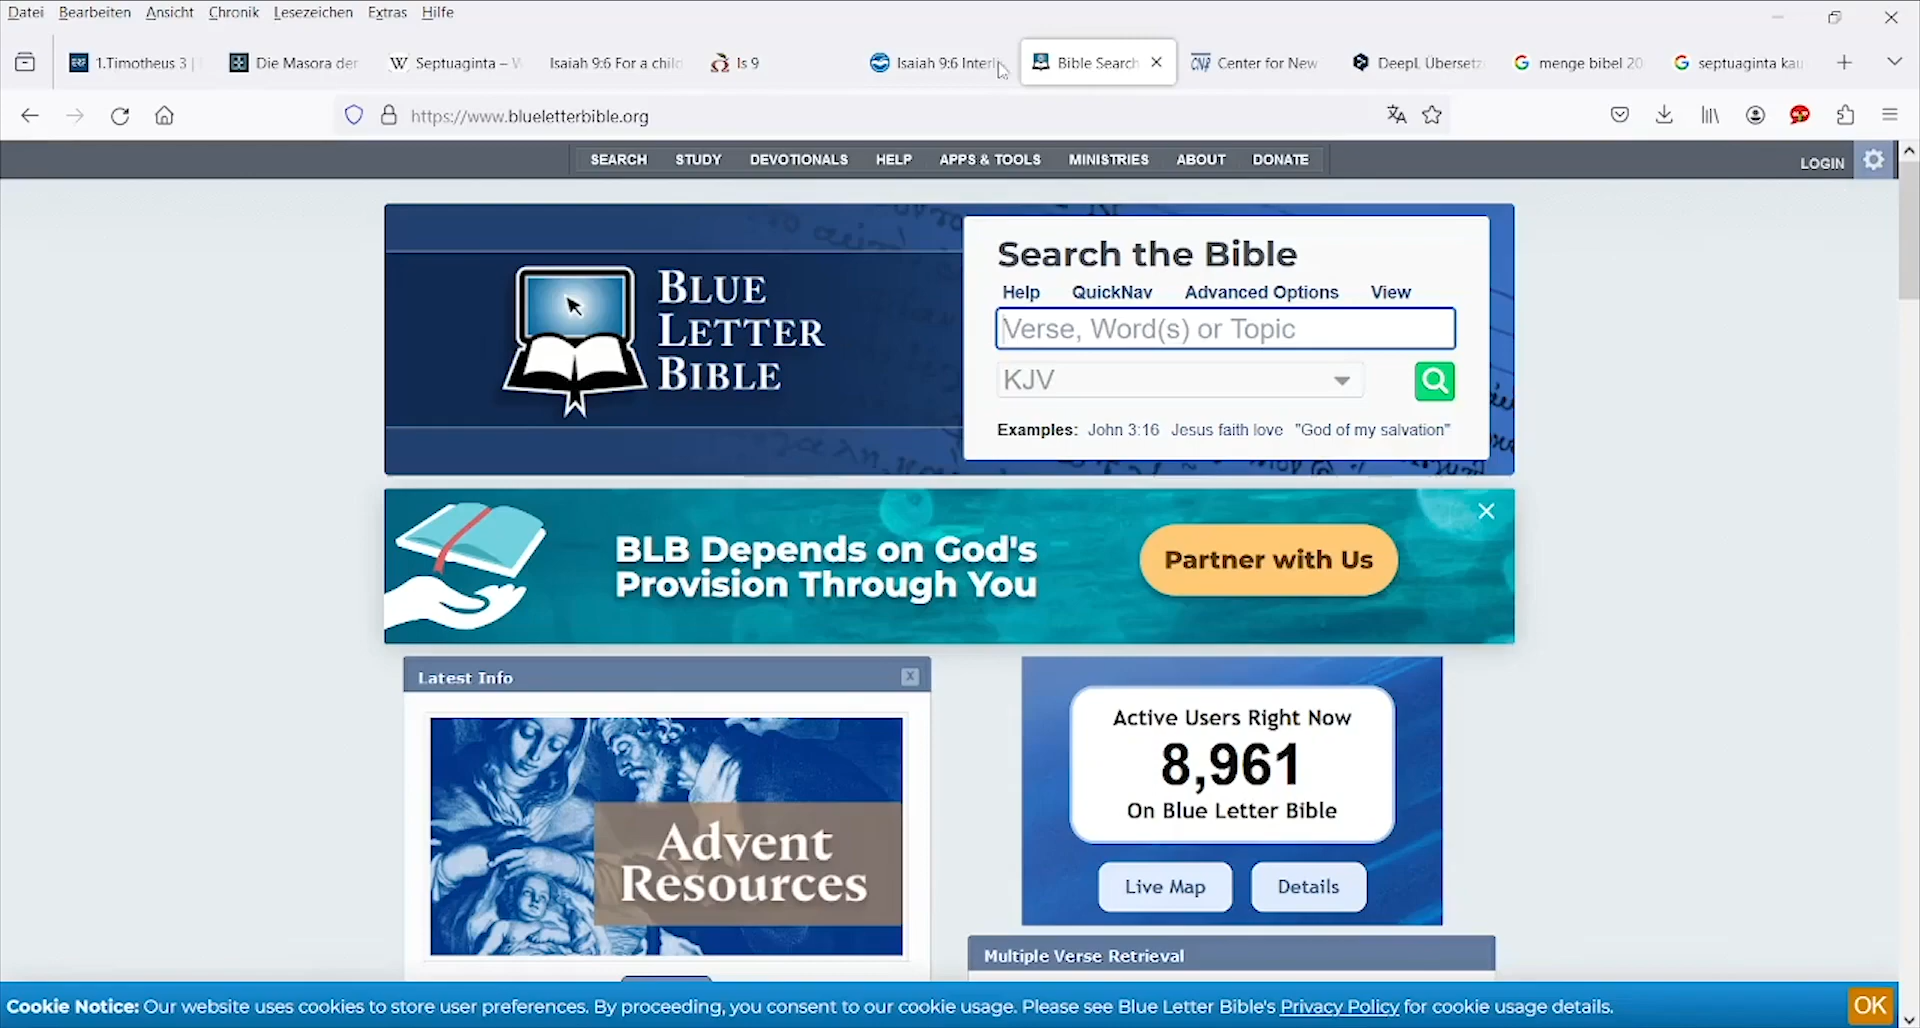 Datei Bearbeiten Ansicht Chronik Lesezeichen Extras Hilfe
1.Timotheus 3 | Die Masora der Septuaginta – W Isaiah 9:6 For a child Is 9 Isaiah 9:6 Interl Bible Search Center for New DeepL Übersetz menge bibel 20 septuaginta kau
https://www.blueletterbible.org
SEARCH STUDY DEVOTIONALS HELP APPS & TOOLS MINISTRIES ABOUT DONATE
LOGIN
BLUE
LETTER
BIBLE
Search the Bible
Help QuickNav Advanced Options View
Verse, Word(s) or Topic
KJV
Examples: John 3:16 Jesus faith love "God of my salvation"
BLB Depends on God's
Provision Through You
Partner with Us
Latest Info
X
Advent
Resources
Active Users Right Now
8,961
On Blue Letter Bible
Live Map Details
Multiple Verse Retrieval
Cookie Notice: Our website uses cookies to store user preferences. By proceeding, you consent to our cookie usage. Please see Blue Letter Bible's Privacy Policy for cookie usage details.
OK